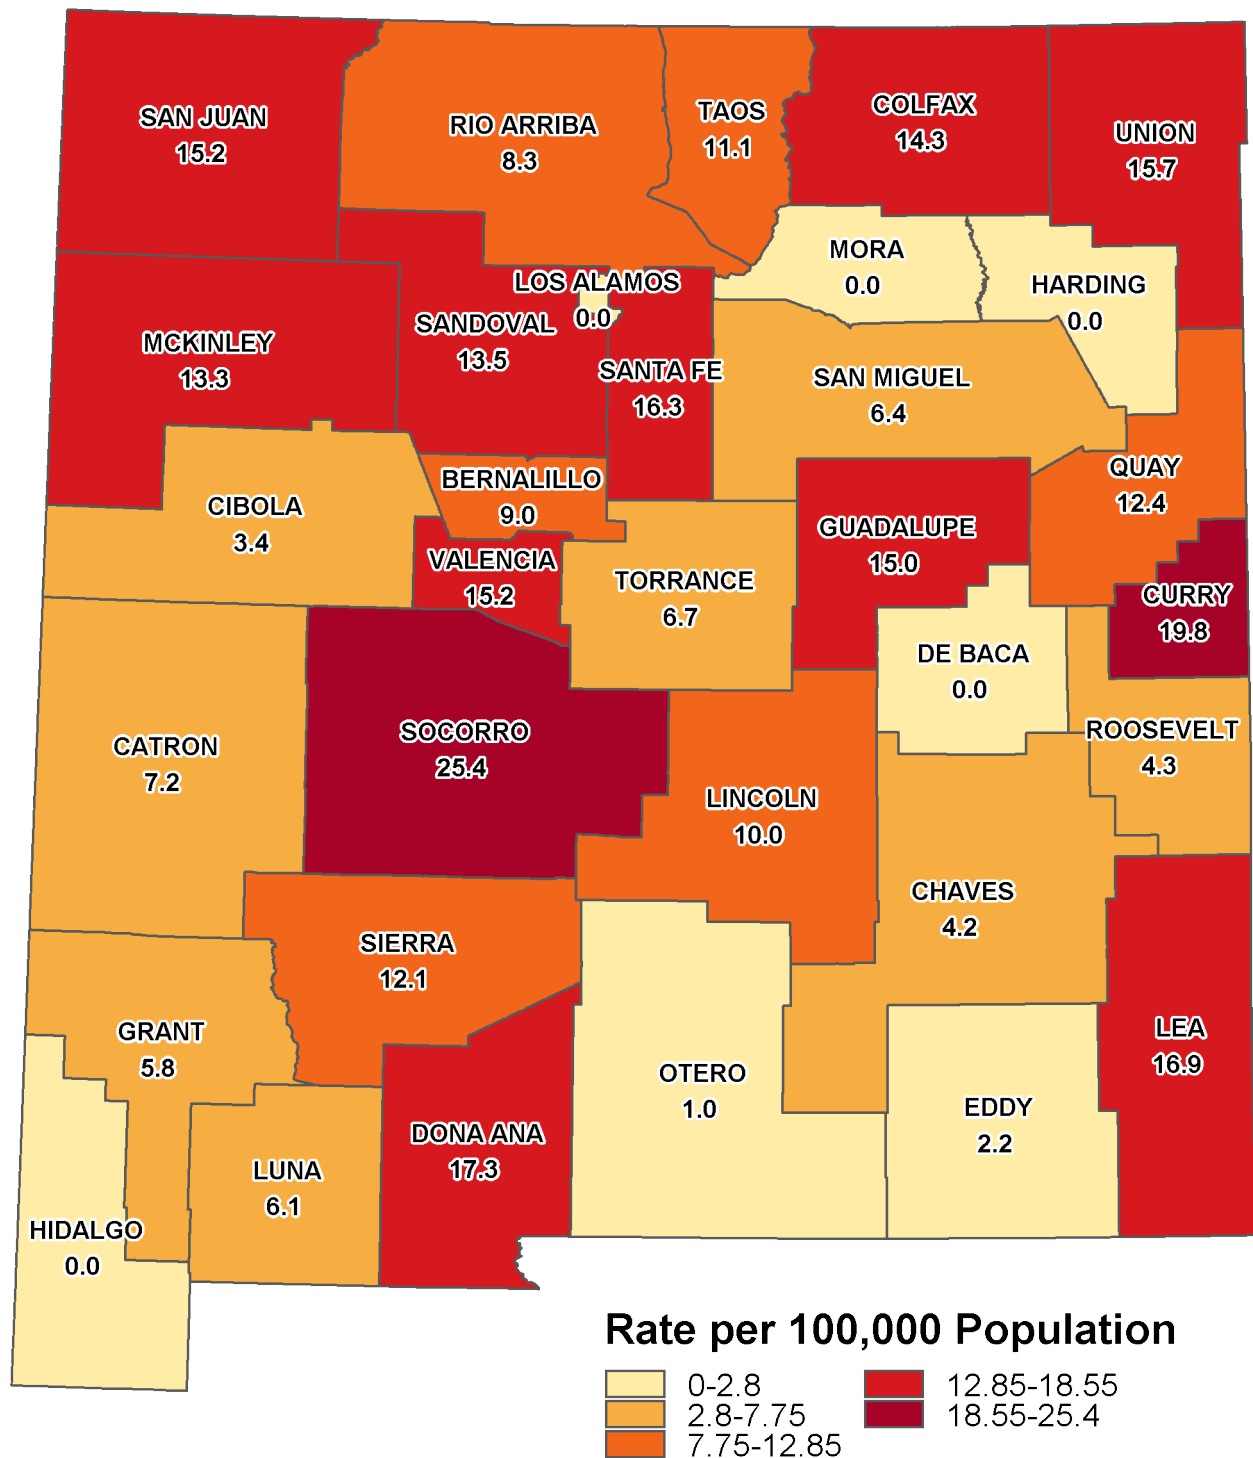 SAN JUAN
15.2
RIO ARRIBA
8.3
TAOS
11.1
COLFAX
14.3
UNION
15.7
MORA
0.0
HARDING
0.0
LOS ALAMOS
0.0
SANDOVAL
13.5
MCKINLEY
13.3
SANTA FE
16.3
SAN MIGUEL
6.4
QUAY
12.4
BERNALILLO
9.0
CIBOLA
3.4
GUADALUPE
15.0
VALENCIA
15.2
TORRANCE
6.7
CURRY
19.8
DE BACA
0.0
SOCORRO
25.4
ROOSEVELT
4.3
CATRON
7.2
LINCOLN
10.0
CHAVES
4.2
SIERRA
12.1
GRANT
5.8
LEA
16.9
OTERO
1.0
EDDY
2.2
DONA ANA
17.3
LUNA
6.1
HIDALGO
0.0
Rate per 100,000 Population
0-2.8
2.8-7.75
7.75-12.85
12.85-18.55
18.55-25.4